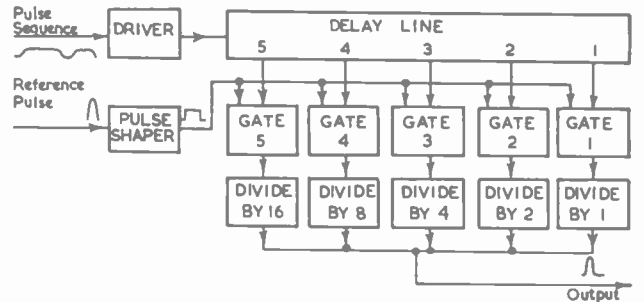 Pulse
Sequence
DRIVER
DELAY LINE
5 4 3 2 1
Reference
Pulse
PULSE
SHAPER
GATE
5
GATE
4
GATE
3
GATE
2
GATE
1
DIVIDE
BY 16
DIVIDE
BY 8
DIVIDE
BY 4
DIVIDE
BY 2
DIVIDE
BY 1
Output